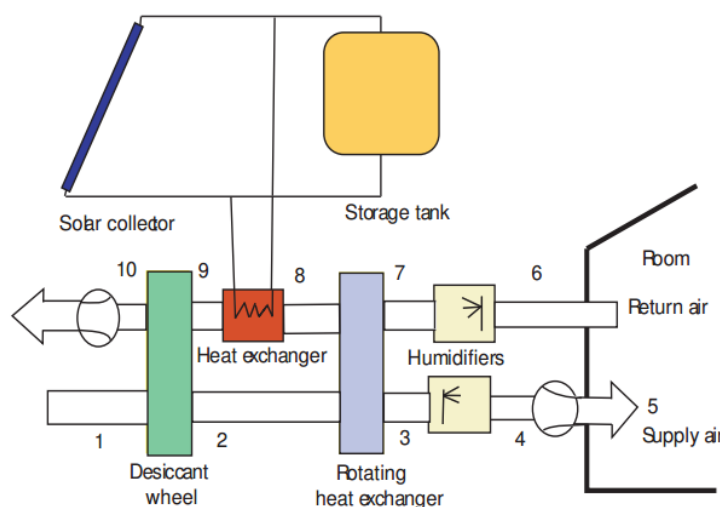 Solar collector
Storage tank
Room
10
9
8
7
6
Return air
Heat exchanger
Humidifiers
1
2
3
4
5
Supply air
Desiccant
wheel
Rotating
heat exchanger